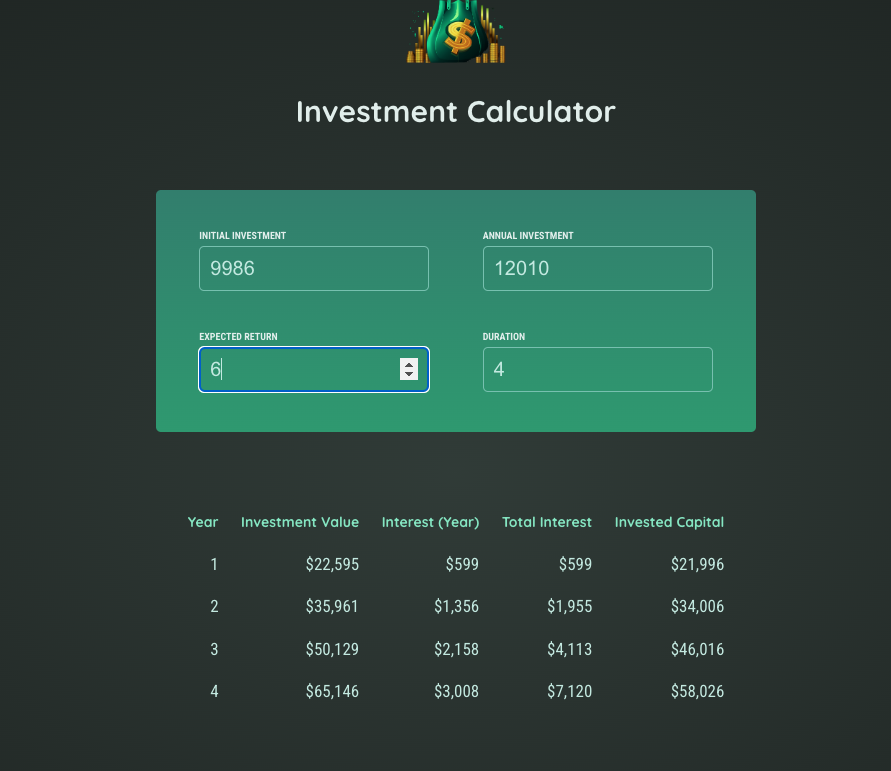 $
Investment Calculator
INITIAL INVESTMENT ANNUAL INVESTMENT
9986 12010
EXPECTED RETURN DURATION
6 4
Year Investment Value Interest (Year) Total Interest Invested Capital
1 $22,595 $599 $599 $21,996
2 $35,961 $1,356 $1,955 $34,006
3 $50,129 $2,158 $4,113 $46,016
4 $65,146 $3,008 $7,120 $58,026